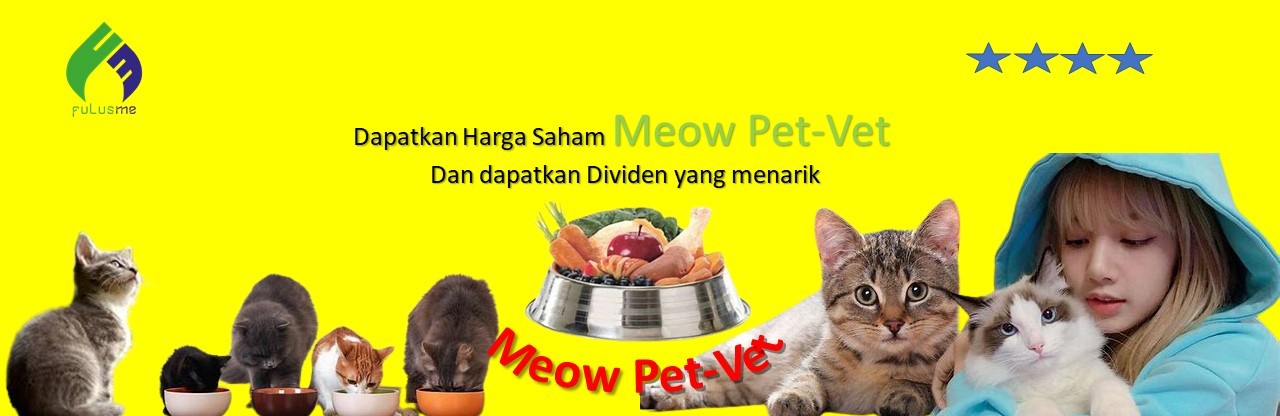 FuLusme
Dapatkan Harga Saham Meow Pet-Vet
Dan dapatkan Dividen yang menarik
Meow Pet-Vet